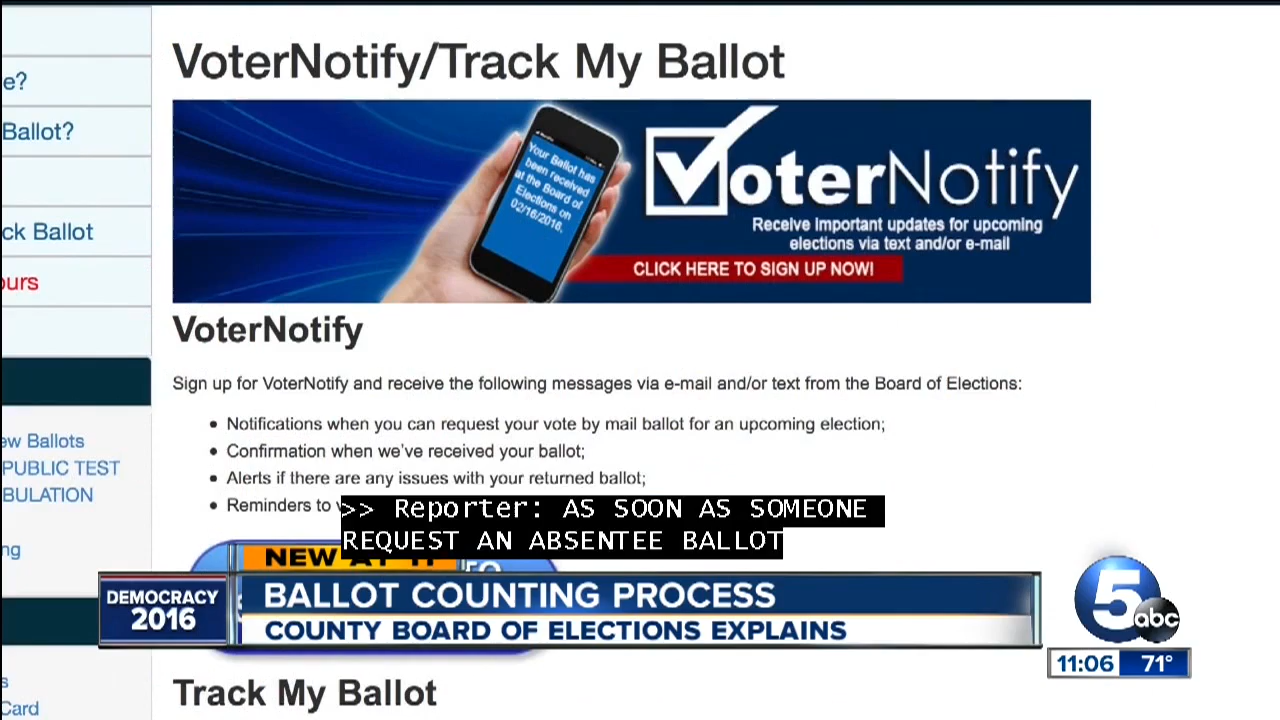 VoterNotify/Track My Ballot
e?
Ballot?
ck Ballot
ours
Your Ballot has
been received
at the Board of
Elections on
02/16/2016.
VoterNotify
Receive important updates for upcoming
elections via text and/or e-mail
CLICK HERE TO SIGN UP NOW!
VoterNotify
Sign up for VoterNotify and receive the following messages via e-mail and/or text from the Board of Elections:
Notifications when you can request your vote by mail ballot for an upcoming election;
Confirmation when we've received your ballot;
Alerts if there are any issues with your returned ballot;
Reminders to
ew Ballots
PUBLIC TEST
BULATION
ng
s
Card
>> Reporter: AS SOON AS SOMEONE
REQUEST AN ABSENTEE BALLOT
NEW AT 11
DEMOCRACY
2016
BALLOT COUNTING PROCESS
COUNTY BOARD OF ELECTIONS EXPLAINS
5
abc
11:06 71°
Track My Ballot